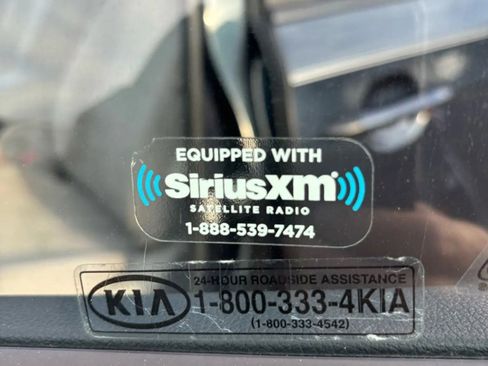 EQUIPPED WITH
SiriusXM
SATELLITE RADIO
1-888-539-7474
24-HOUR ROADSIDE ASSISTANCE
KIA 1-800-333-4KIA
(1-800-333-4542)